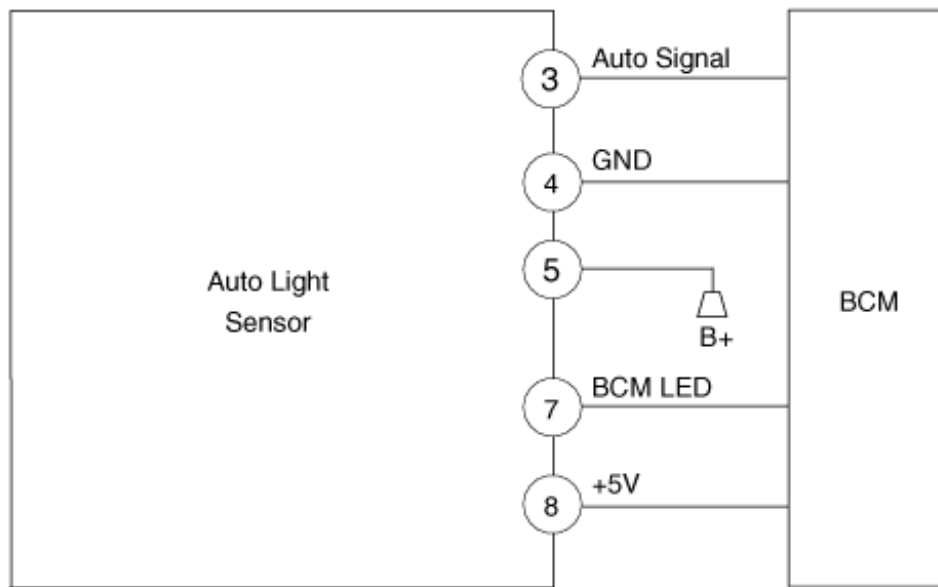 3 Auto Signal
4 GND
5
B+
Auto Light
Sensor
BCM
7 BCM LED
8 +5V